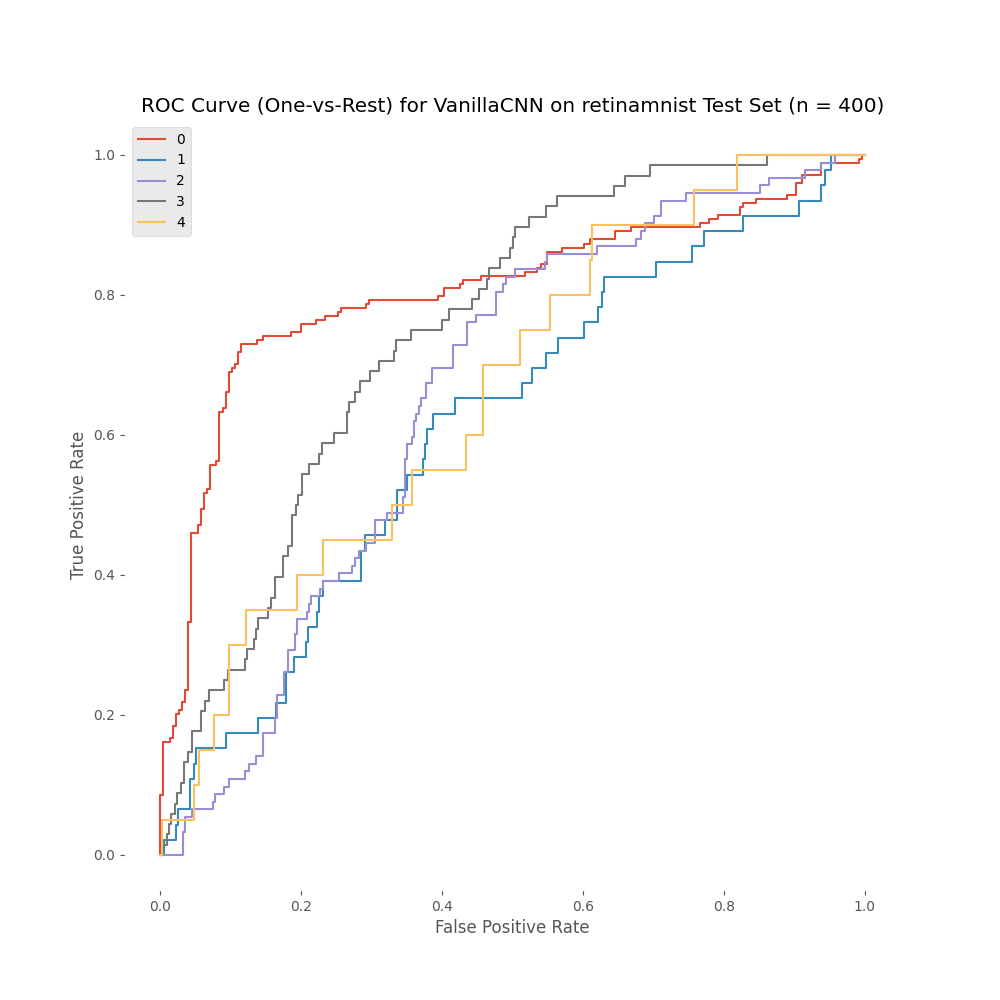 ROC Curve (One-vs-Rest) for VanillaCNN on retinamnist Test Set (n = 400)
0
1
2
3
4
1.0
0.8
0.6
0.4
0.2
0.0
True Positive Rate
0.0 0.2 0.4 0.6 0.8 1.0
False Positive Rate